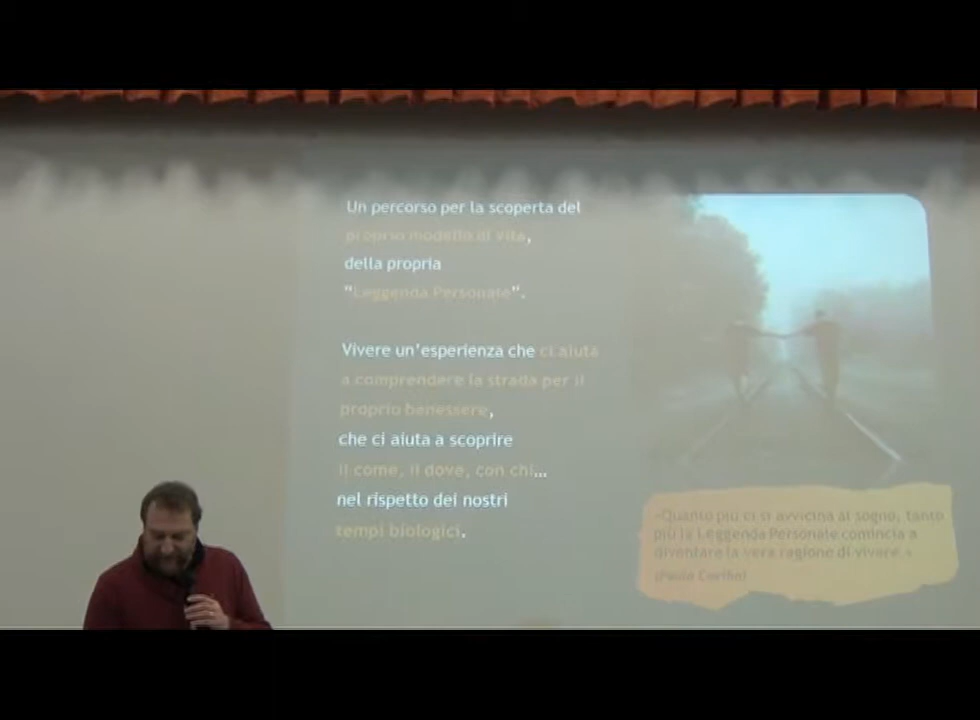 Un percorso per la scoperta del
proprio modello di vita,
della propria
"Leggenda Personale".
Vivere un'esperienza che ci aiuta
a comprendere la strada per il
proprio benessere,
che ci aiuta a scoprire
il come, il dove, con chi...
nel rispetto dei nostri
tempi biologici.
«Quanto più ci si avvicina al sogno, tanto
più la Leggenda Personale comincia a
diventare la vera ragione di vivere.»
(Paulo Coelho)